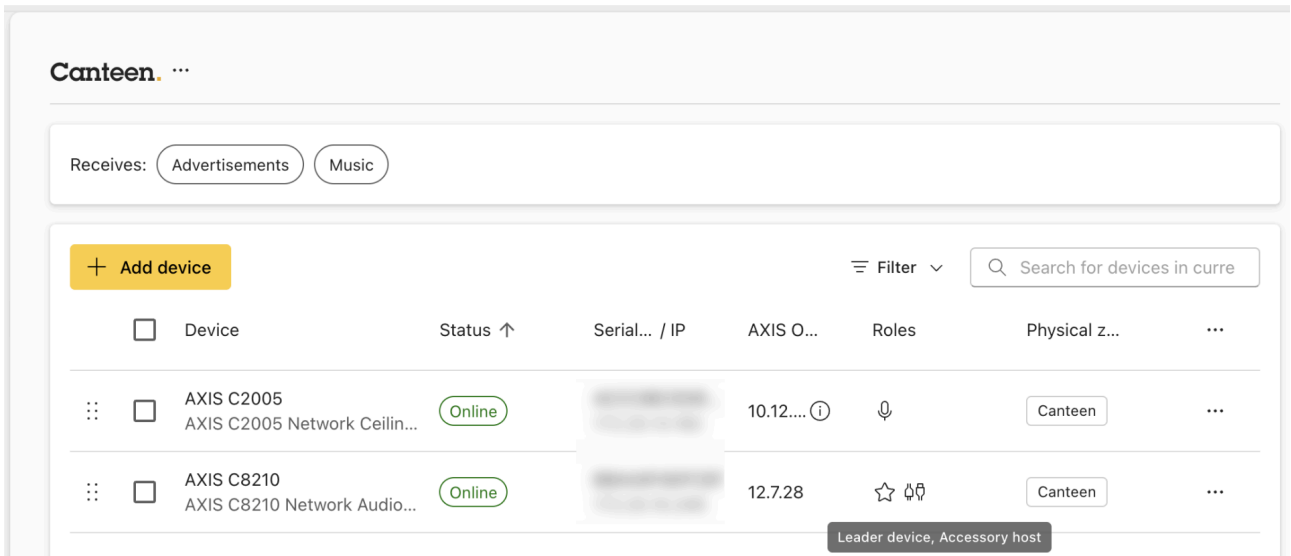 Canteen. ...
Receives: Advertisements Music
+ Add device Filter Search for devices in curre
Device Status ↑ Serial... / IP AXIS O... Roles Physical z... ...
AXIS C2005
AXIS C2005 Network Ceilin...
Online 10.12.... Canteen ...
AXIS C8210
AXIS C8210 Network Audio...
Online 12.7.28 Canteen ...
Leader device, Accessory host